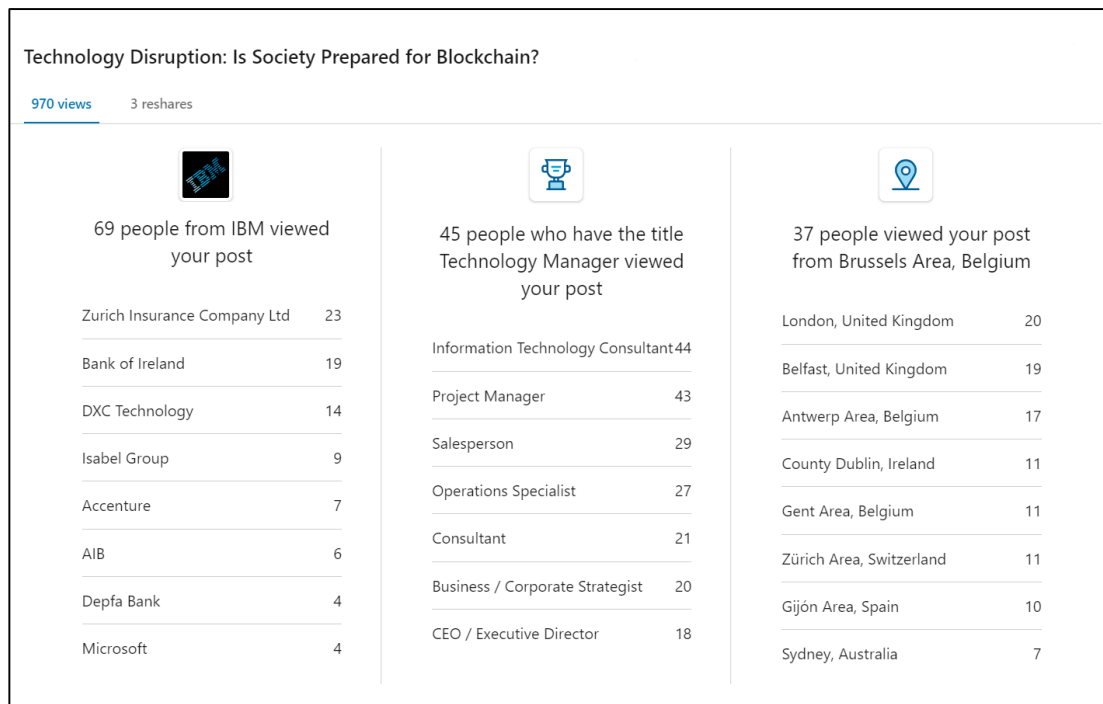 Technology Disruption: Is Society Prepared for Blockchain?
970 views 3 reshares
IBM
69 people from IBM viewed
your post
Zurich Insurance Company Ltd 23
Bank of Ireland 19
DXC Technology 14
Isabel Group 9
Accenture 7
AIB 6
Depfa Bank 4
Microsoft 4
45 people who have the title
Technology Manager viewed
your post
Information Technology Consultant 44
Project Manager 43
Salesperson 29
Operations Specialist 27
Consultant 21
Business / Corporate Strategist 20
CEO / Executive Director 18
37 people viewed your post
from Brussels Area, Belgium
London, United Kingdom 20
Belfast, United Kingdom 19
Antwerp Area, Belgium 17
County Dublin, Ireland 11
Gent Area, Belgium 11
Zürich Area, Switzerland 11
Gijón Area, Spain 10
Sydney, Australia 7